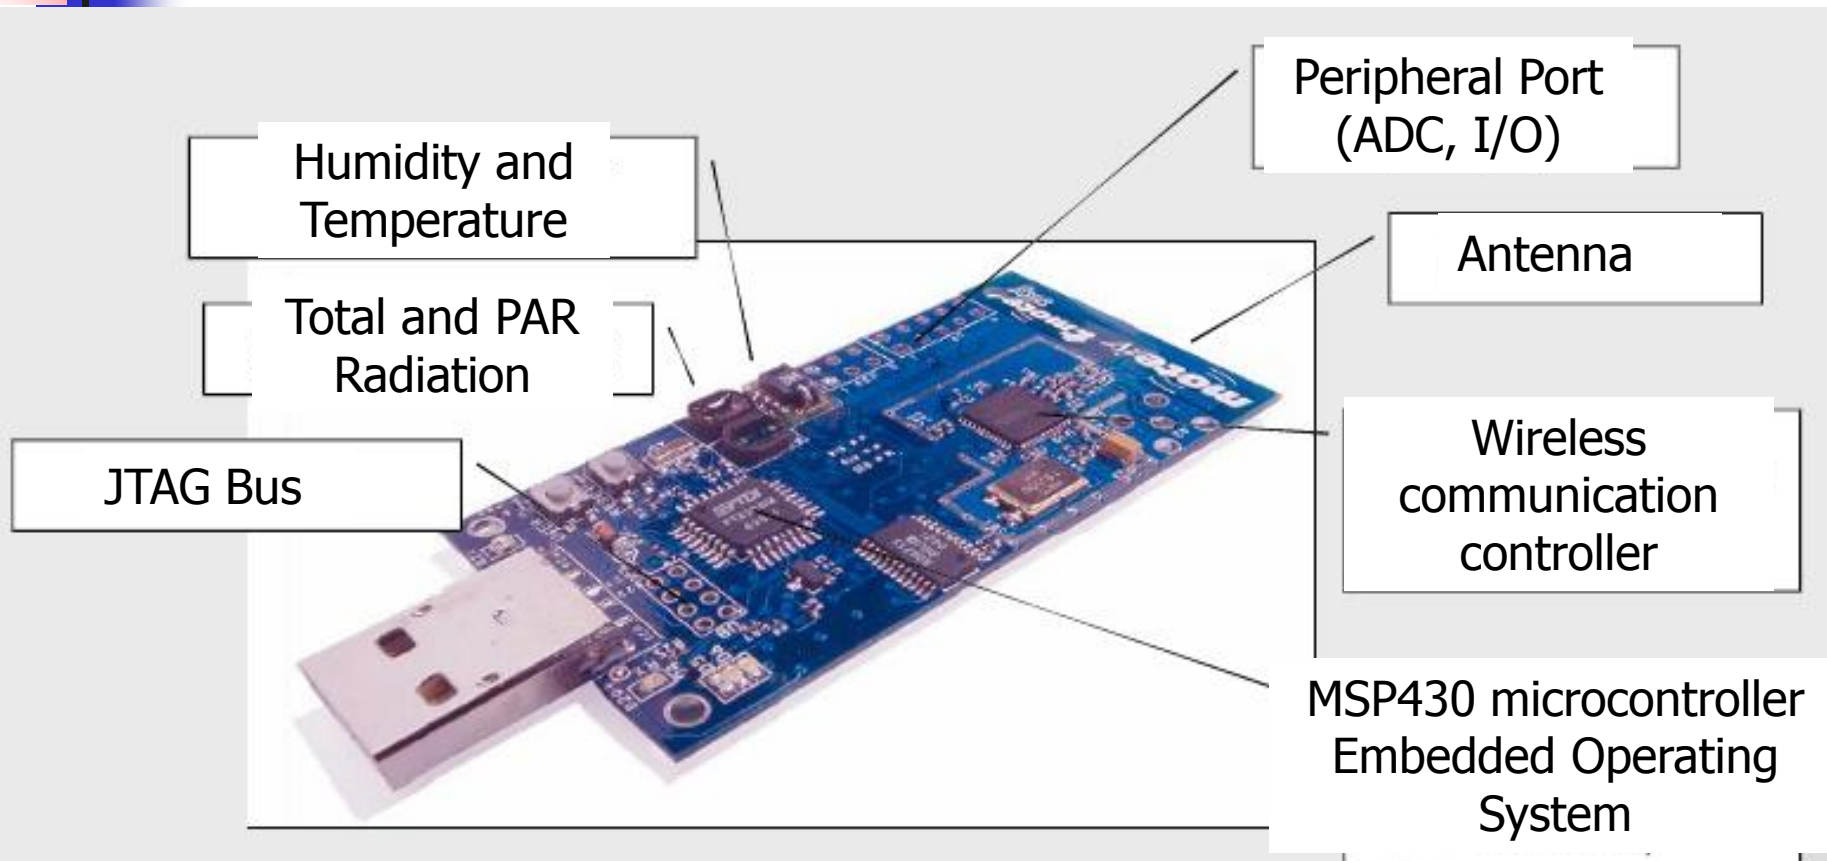 Peripheral Port
(ADC, I/O)
Humidity and
Temperature
Antenna
Total and PAR
Radiation
JTAG Bus
Wireless
communication
controller
MSP430 microcontroller
Embedded Operating
System
moteiv